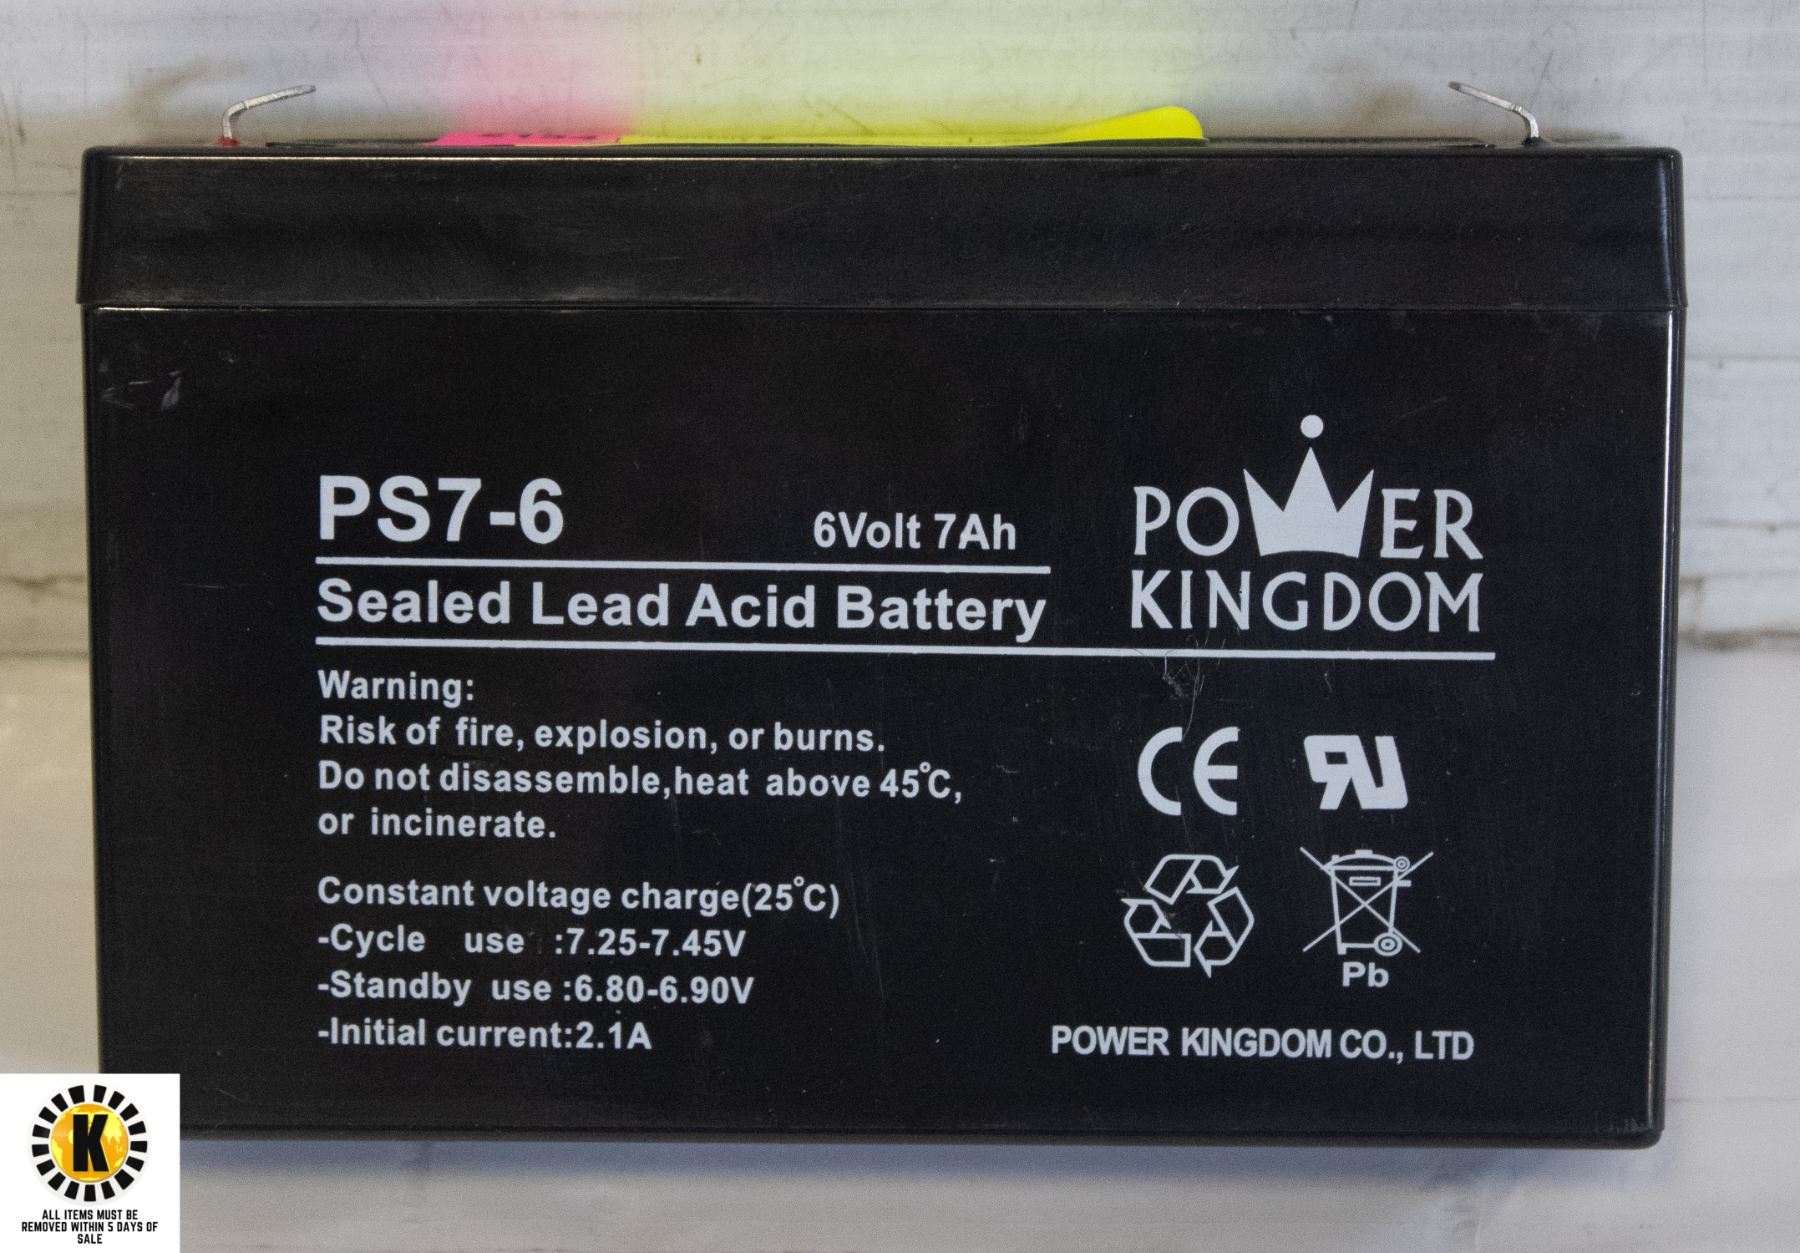 PS7-6
6Volt 7Ah
Sealed Lead Acid Battery
POWER
KINGDOM
Warning:
Risk of fire, explosion, or burns.
Do not disassemble,heat above 45°C,
or incinerate.
Constant voltage charge(25°C)
-Cycle use :7.25-7.45V
-Standby use :6.80-6.90V
-Initial current:2.1A
CE
Pb
POWER KINGDOM CO., LTD
K
ALL ITEMS MUST BE
REMOVED WITHIN 5 DAYS OF
SALE